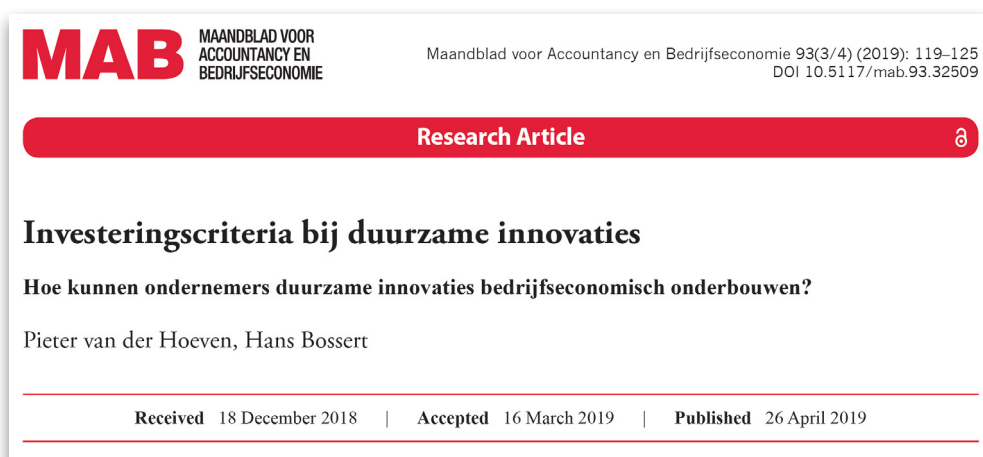 MAB
MAANDBLAD VOOR
ACCOUNTANCY EN
BEDRIJFSECONOMIE
Maandblad voor Accountancy en Bedrijfseconomie 93(3/4) (2019): 119–125
DOI 10.5117/mab.93.32509
Research Article
Investeringscriteria bij duurzame innovaties
Hoe kunnen ondernemers duurzame innovaties bedrijfseconomisch onderbouwen?
Pieter van der Hoeven, Hans Bossert
Received 18 December 2018 | Accepted 16 March 2019 | Published 26 April 2019